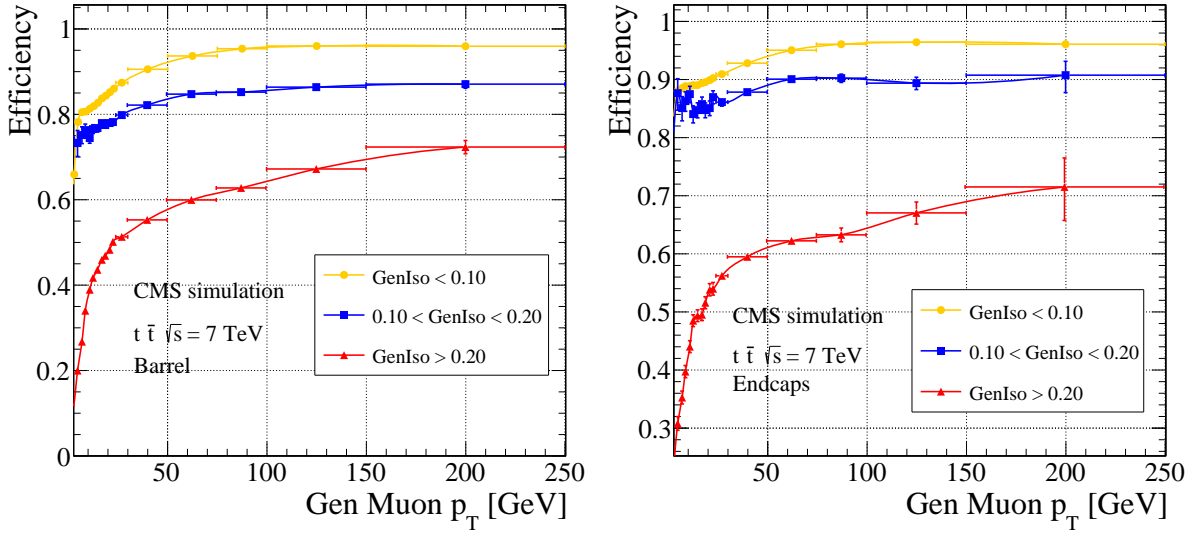 Efficiency
1
0.8
0.6
0.4
0.2
0
50
100
150
200
250
Gen Muon p_T [GeV]
CMS simulation
t t̄ √s = 7 TeV
Barrel
GenIso < 0.10
0.10 < GenIso < 0.20
GenIso > 0.20
Efficiency
1
0.9
0.8
0.7
0.6
0.5
0.4
0.3
50
100
150
200
250
Gen Muon p_T [GeV]
CMS simulation
t t̄ √s = 7 TeV
Endcaps
GenIso < 0.10
0.10 < GenIso < 0.20
GenIso > 0.20